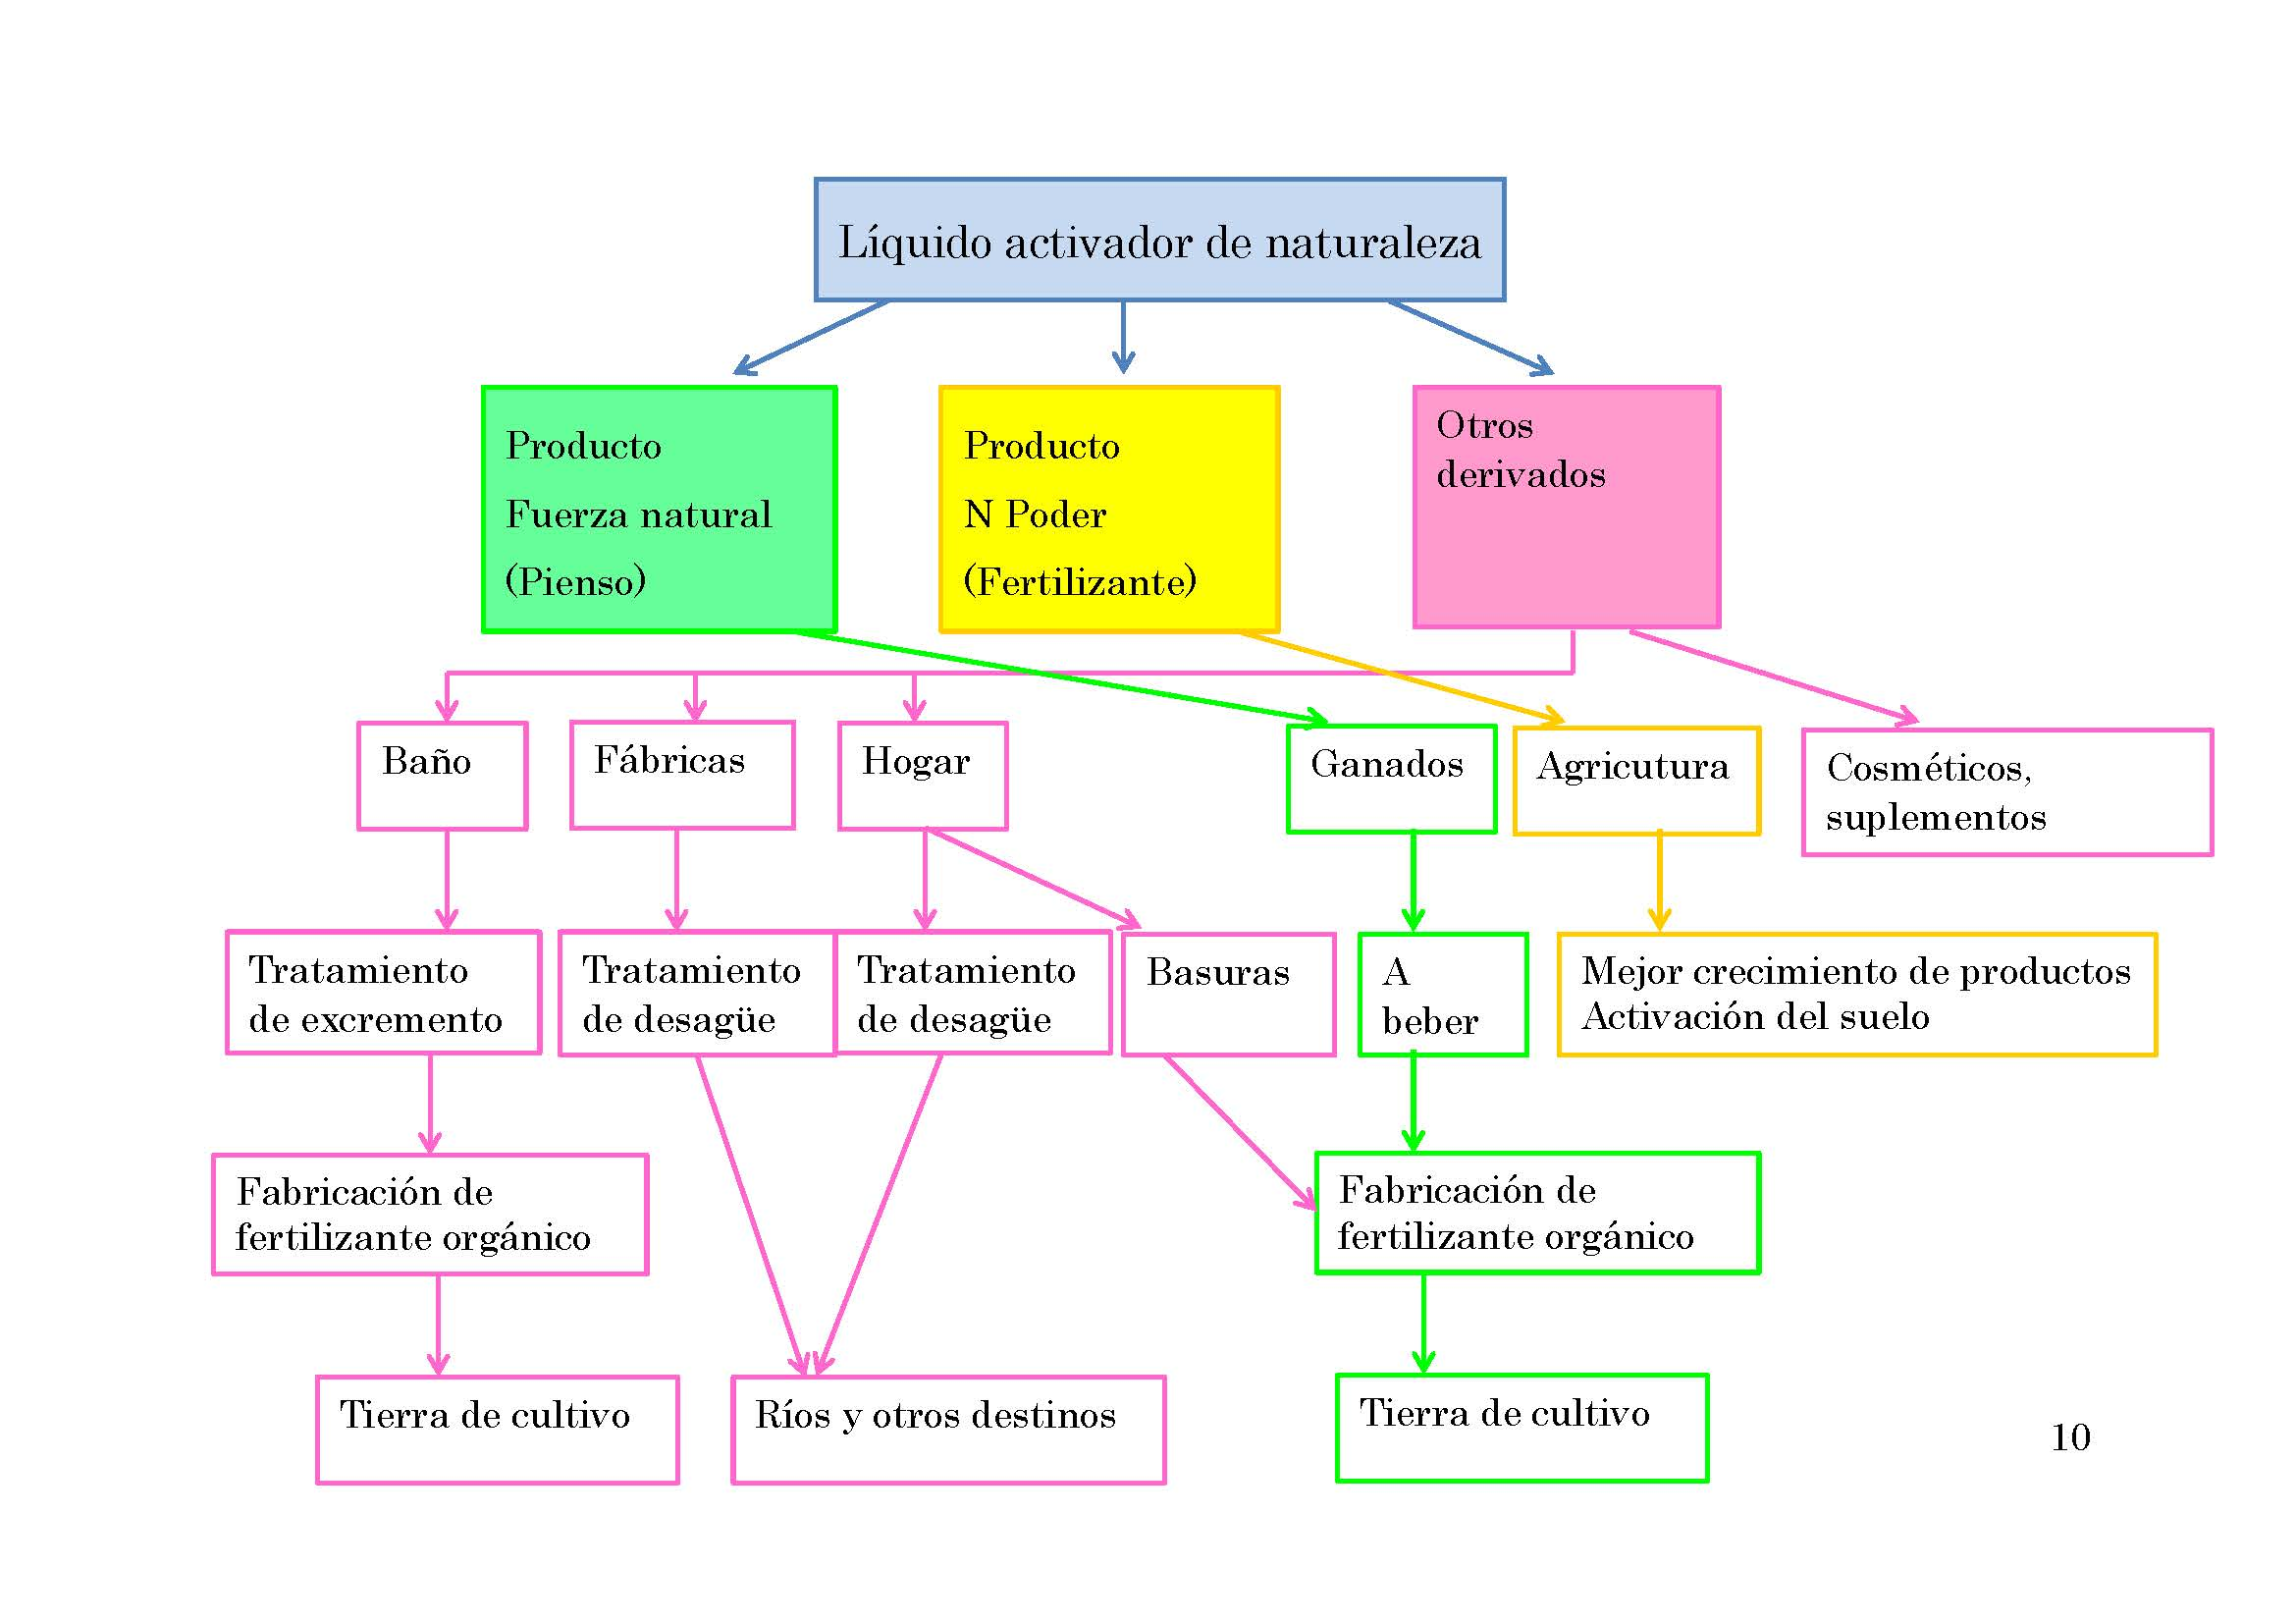 Líquido activador de naturaleza
Producto
Fuerza natural
(Pienso)
Producto
N Poder
(Fertilizante)
Otros
derivados
Baño
Fábricas
Hogar
Ganados
Agricutura
Cosméticos,
suplementos
Tratamiento
de excremento
Tratamiento
de desagüe
Tratamiento
de desagüe
Basuras
A
beber
Mejor crecimiento de productos
Activación del suelo
Fabricación de
fertilizante orgánico
Fabricación de
fertilizante orgánico
Tierra de cultivo
Ríos y otros destinos
Tierra de cultivo
10